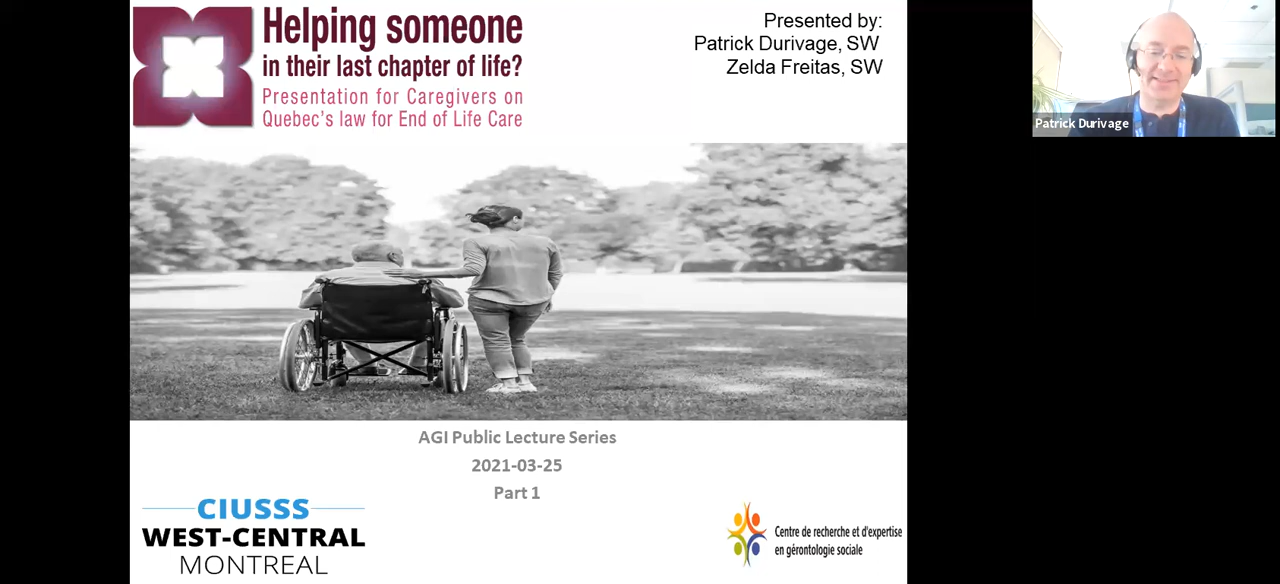 Helping someone
in their last chapter of life?
Presentation for Caregivers on
Quebec's law for End of Life Care
Presented by:
Patrick Durivage, SW
Zelda Freitas, SW
Patrick Durivage
AGI Public Lecture Series
2021-03-25
Part 1
CIUSSS
WEST-CENTRAL
MONTREAL
Centre de recherche et d'expertise
en gérontologie sociale